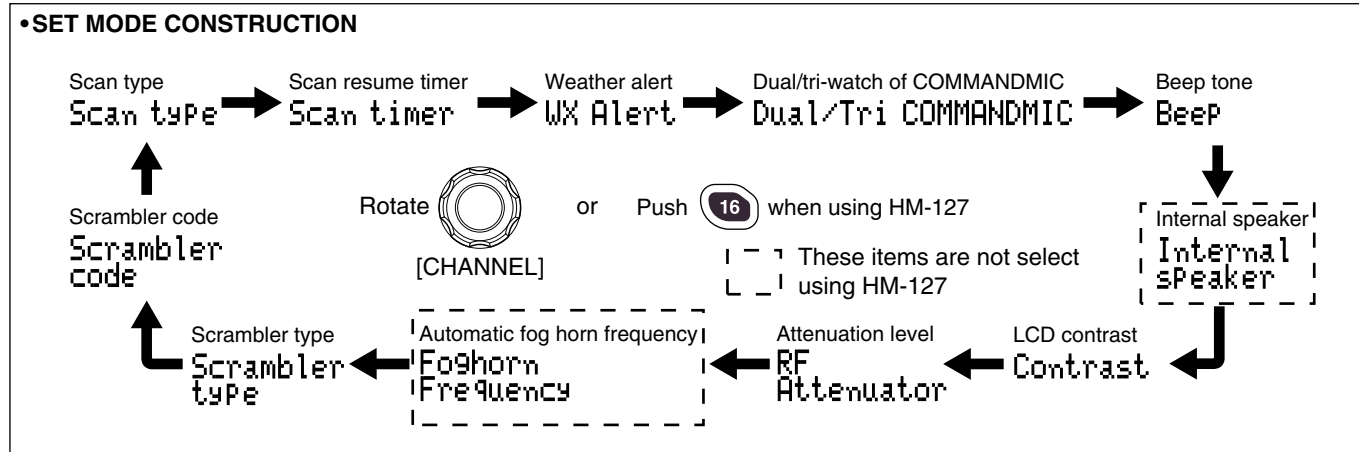 •SET MODE CONSTRUCTION
Scan type
Scan type
Scan resume timer
Scan timer
Weather alert
WX Alert
Dual/tri-watch of COMMANDMIC
Dual/Tri COMMANDMIC
Beep tone
Beep
Internal speaker
Internal
speaker
Rotate
[CHANNEL]
or
Push 16 when using HM-127
These items are not select
using HM-127
Scrambler code
Scrambler
code
Scrambler type
Scrambler
type
Automatic fog horn frequency
Foghorn
Frequency
Attenuation level
RF
Attenuator
LCD contrast
Contrast